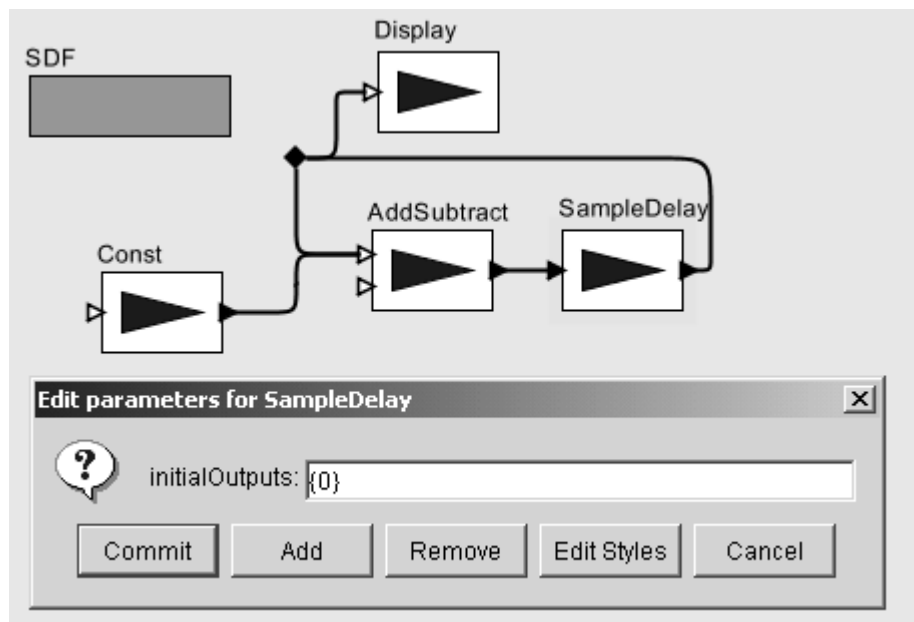 Display
SDF
AddSubtract
SampleDelay
Const
Edit parameters for SampleDelay
?
initialOutputs: {0}
Commit Add Remove Edit Styles Cancel